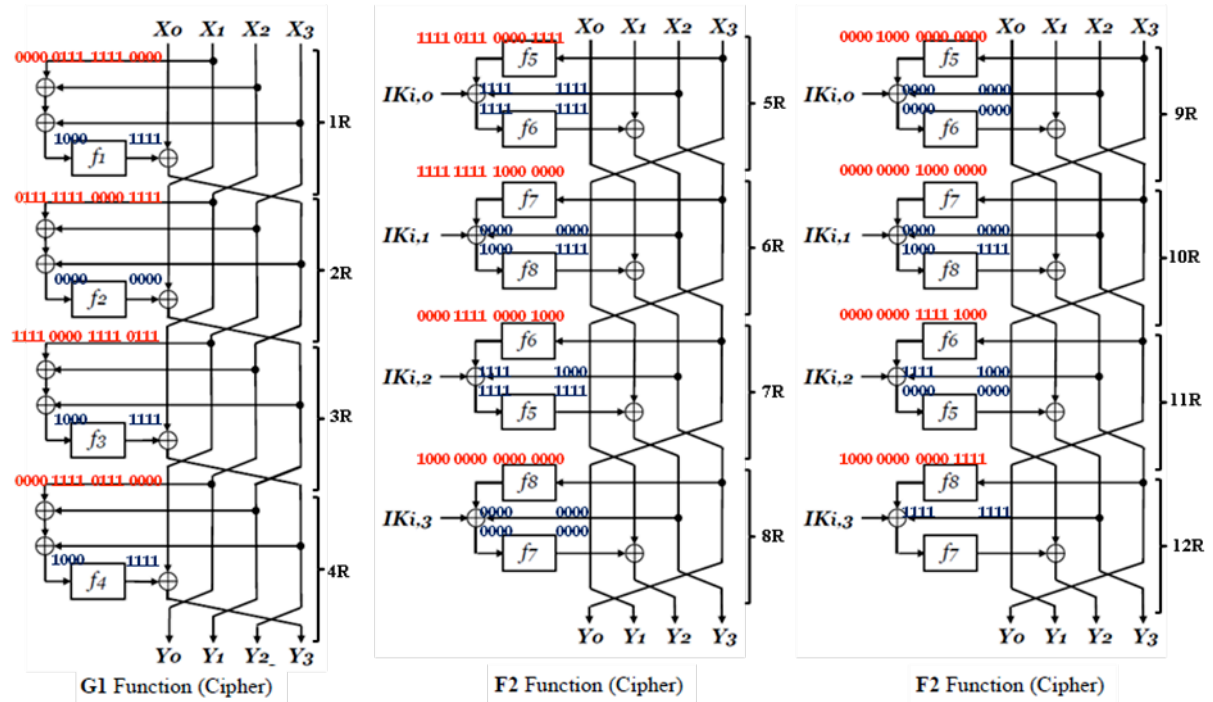 X0 X1 X2 X3
0000 0111 1111 0000
1000 1111
f1
1R
0111 1111 0000 1111
0000 0000
f2
2R
1111 0000 1111 0111
1000 1111
f3
3R
0000 1111 0111 0000
1000 1111
f4
4R
Y0 Y1 Y2 Y3
G1 Function (Cipher)
X0 X1 X2 X3
1111 0111 0000 1111
f5
IKi,0
1111 1111
1111 1111
f6
5R
1111 1111 1000 0000
f7
IKi,1
0000 0000
1000 1111
f8
6R
0000 1111 0000 1000
f6
IKi,2
1111 1000
1111 1111
f5
7R
1000 0000 0000 0000
f8
IKi,3
0000 0000
0000 0000
f7
8R
Y0 Y1 Y2 Y3
F2 Function (Cipher)
X0 X1 X2 X3
0000 1000 0000 0000
f5
IKi,0
0000 0000
0000 0000
f6
9R
0000 0000 1000 0000
f7
IKi,1
0000 0000
1000 1111
f8
10R
0000 0000 1111 1000
f6
IKi,2
1111 1000
0000 0000
f5
11R
1000 0000 0000 1111
f8
IKi,3
1111 1111
f7
12R
Y0 Y1 Y2 Y3
F2 Function (Cipher)